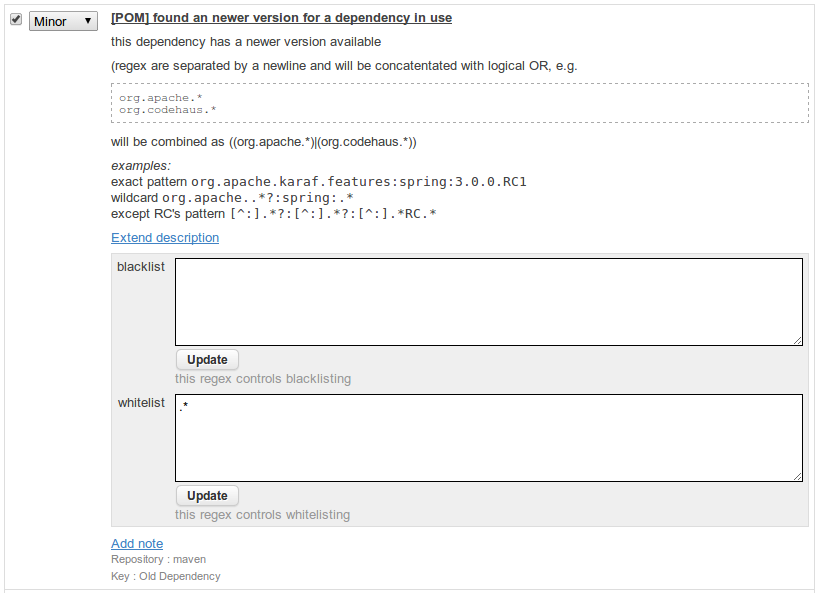 Minor [POM] found an newer version for a dependency in use
this dependency has a newer version available
(regex are separated by a newline and will be concatentated with logical OR, e.g.
org.apache.*
org.codehaus.*
will be combined as ((org.apache.*)|(org.codehaus.*))
examples:
exact pattern org.apache.karaf.features:spring:3.0.0.RC1
wildcard org.apache..*?:spring:.*
except RC's pattern [^:].*?:[^:].*?:[^:].*RC.*
Extend description
blacklist
Update
this regex controls blacklisting
whitelist .*
Update
this regex controls whitelisting
Add note
Repository : maven
Key : Old Dependency